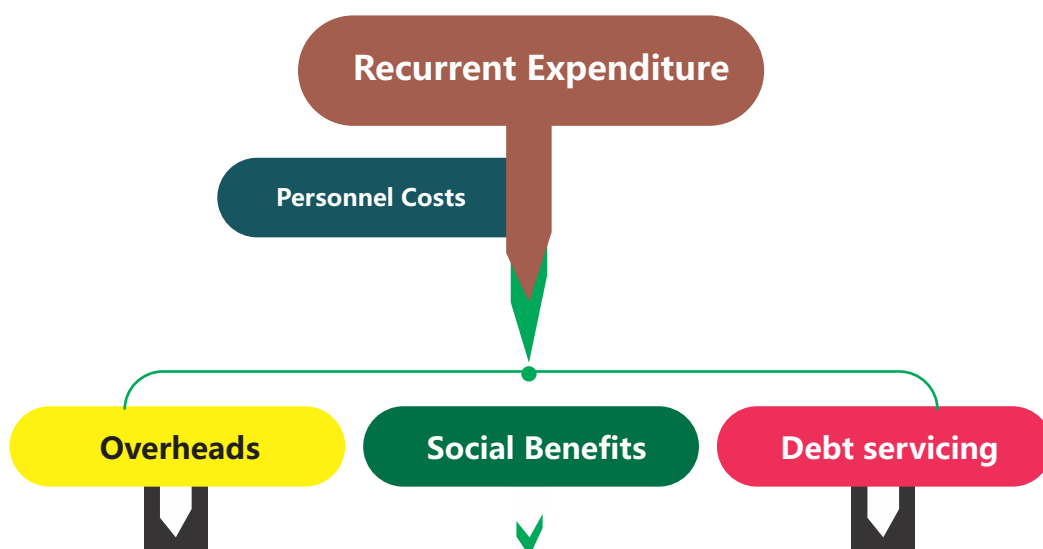 Recurrent Expenditure
Personnel Costs
Overheads
Social Benefits
Debt servicing